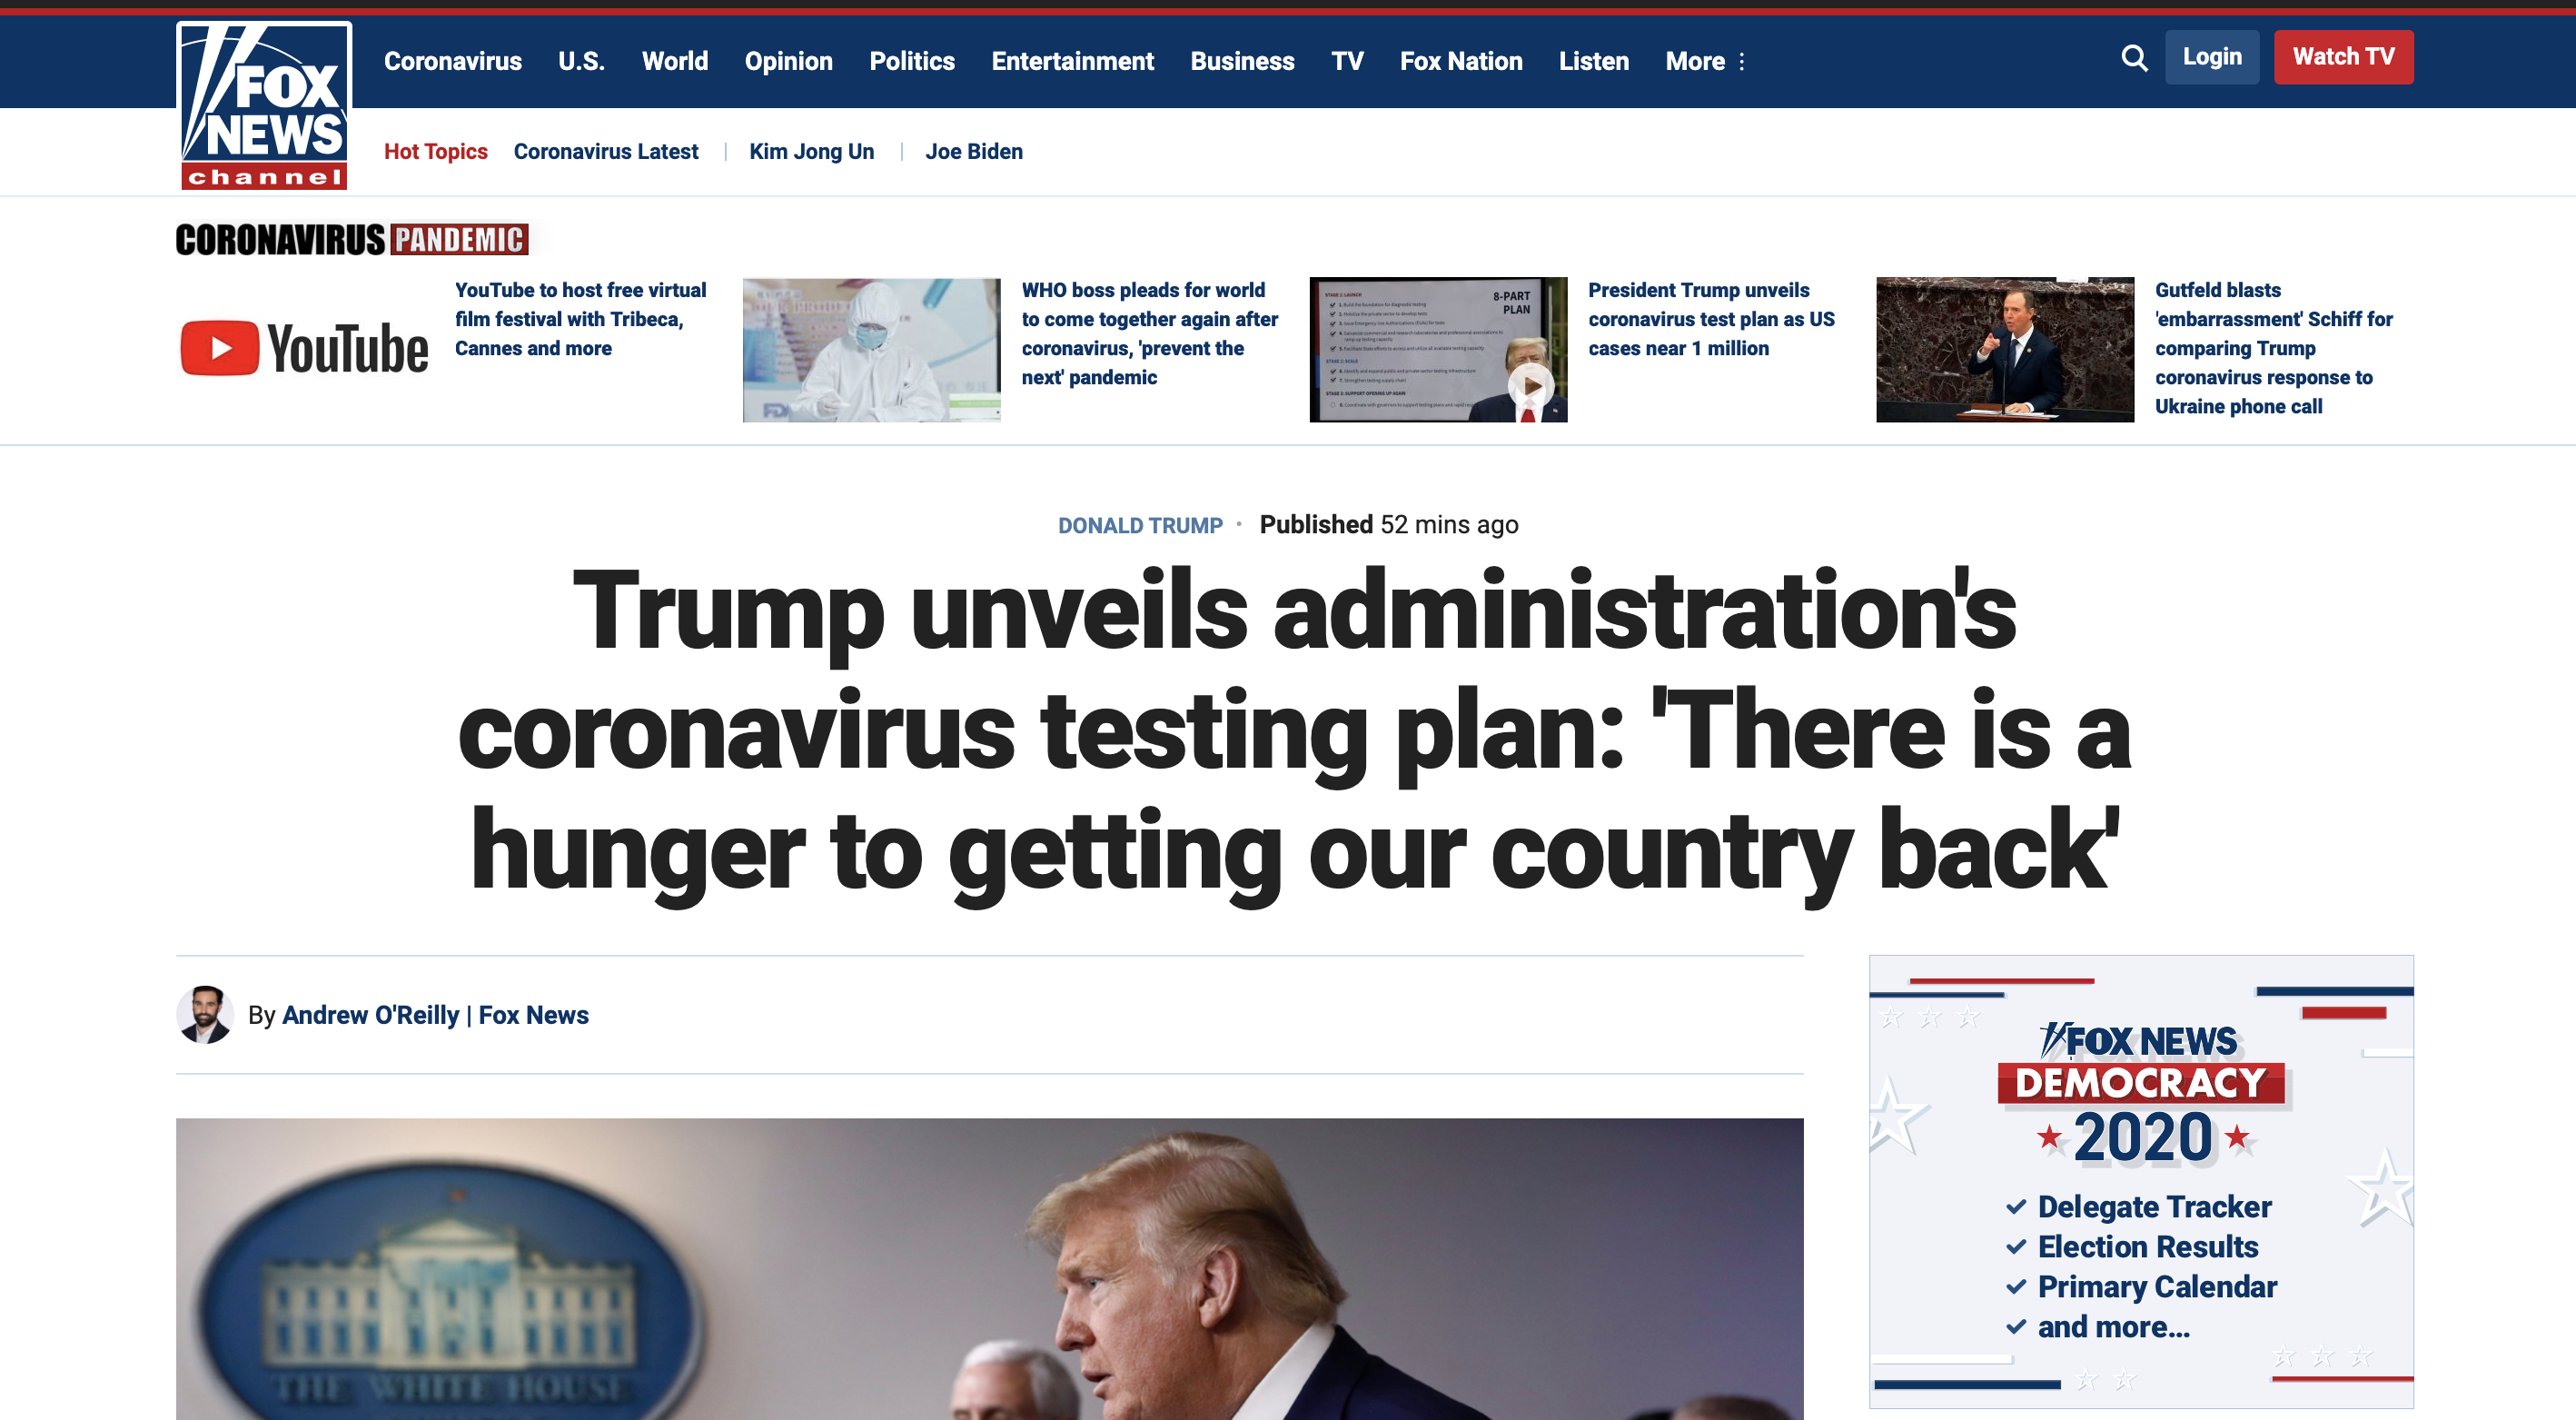 FOX
NEWS
channel
Coronavirus U.S. World Opinion Politics Entertainment Business TV Fox Nation Listen More
Login
Watch TV
Hot Topics Coronavirus Latest Kim Jong Un Joe Biden
CORONAVIRUS PANDEMIC
YouTube
YouTube to host free virtual
film festival with Tribeca,
Cannes and more
WHO boss pleads for world
to come together again after
coronavirus, 'prevent the
next' pandemic
8-PART
PLAN
President Trump unveils
coronavirus test plan as US
cases near 1 million
Gutfeld blasts
'embarrassment' Schiff for
comparing Trump
coronavirus response to
Ukraine phone call
DONALD TRUMP · Published 52 mins ago
Trump unveils administration's
coronavirus testing plan: 'There is a
hunger to getting our country back'
By Andrew O'Reilly | Fox News
THE WHITE HOUSE
FOX NEWS
DEMOCRACY
2020
Delegate Tracker
Election Results
Primary Calendar
and more...